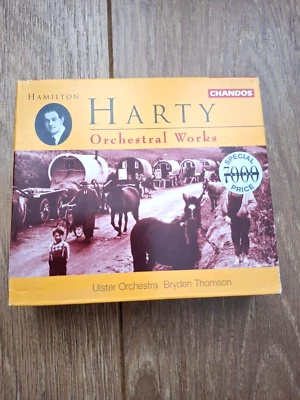 CHANDOS
HAMILTON
HARTY
Orchestral Works
SPECIAL
7000
PRICE
Ulster Orchestra Bryden Thomson